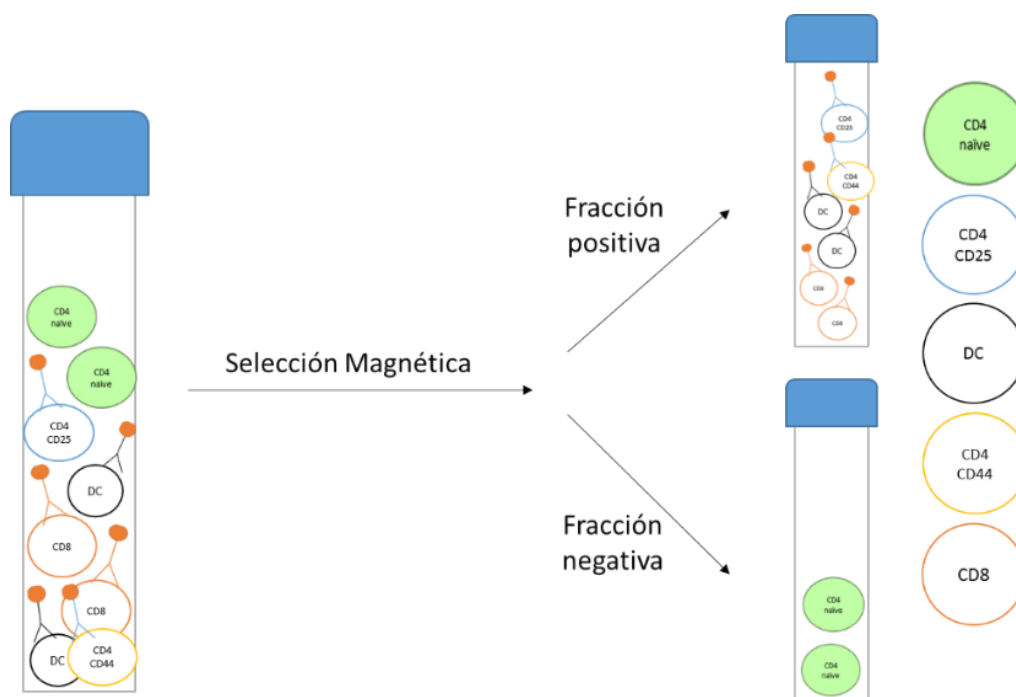 CD4
naïve
CD4
naïve
CD4
CD25
DC
CD8
CD8
DC
CD4
CD44
Selección Magnética
Fracción
positiva
Fracción
negativa
CD4
CD25
CD4
CD44
DC
DC
CD8
CD8
CD4
naïve
CD4
naïve
CD4
naïve
CD4
CD25
DC
CD4
CD44
CD8